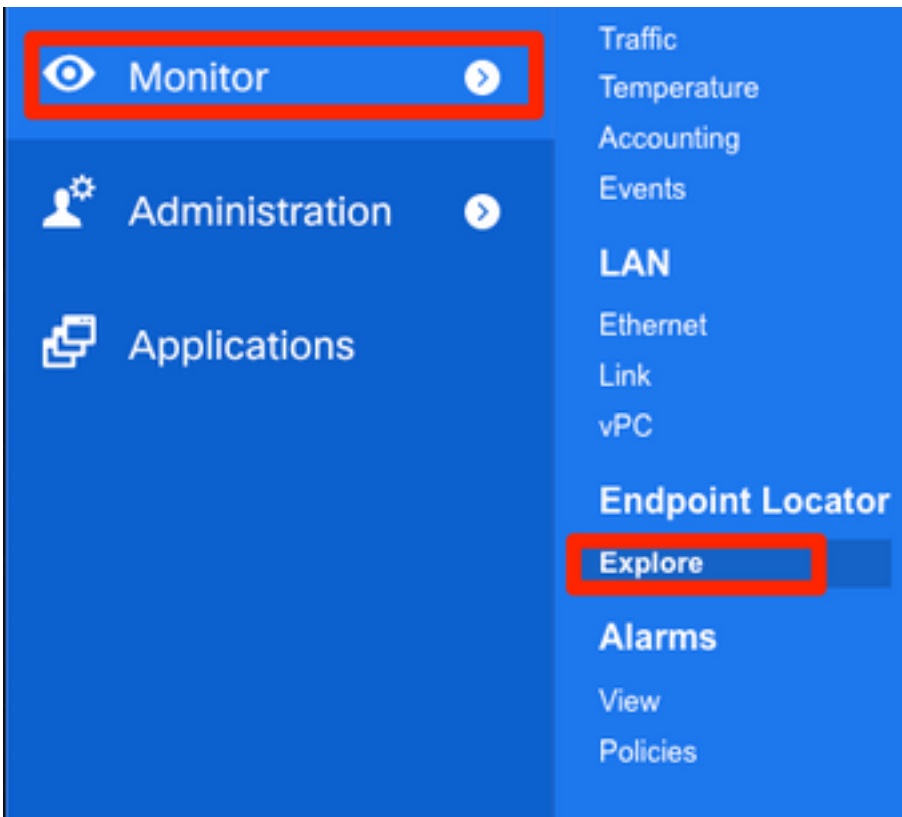 Monitor
Administration
Applications
Traffic
Temperature
Accounting
Events
LAN
Ethernet
Link
vPC
Endpoint Locator
Explore
Alarms
View
Policies